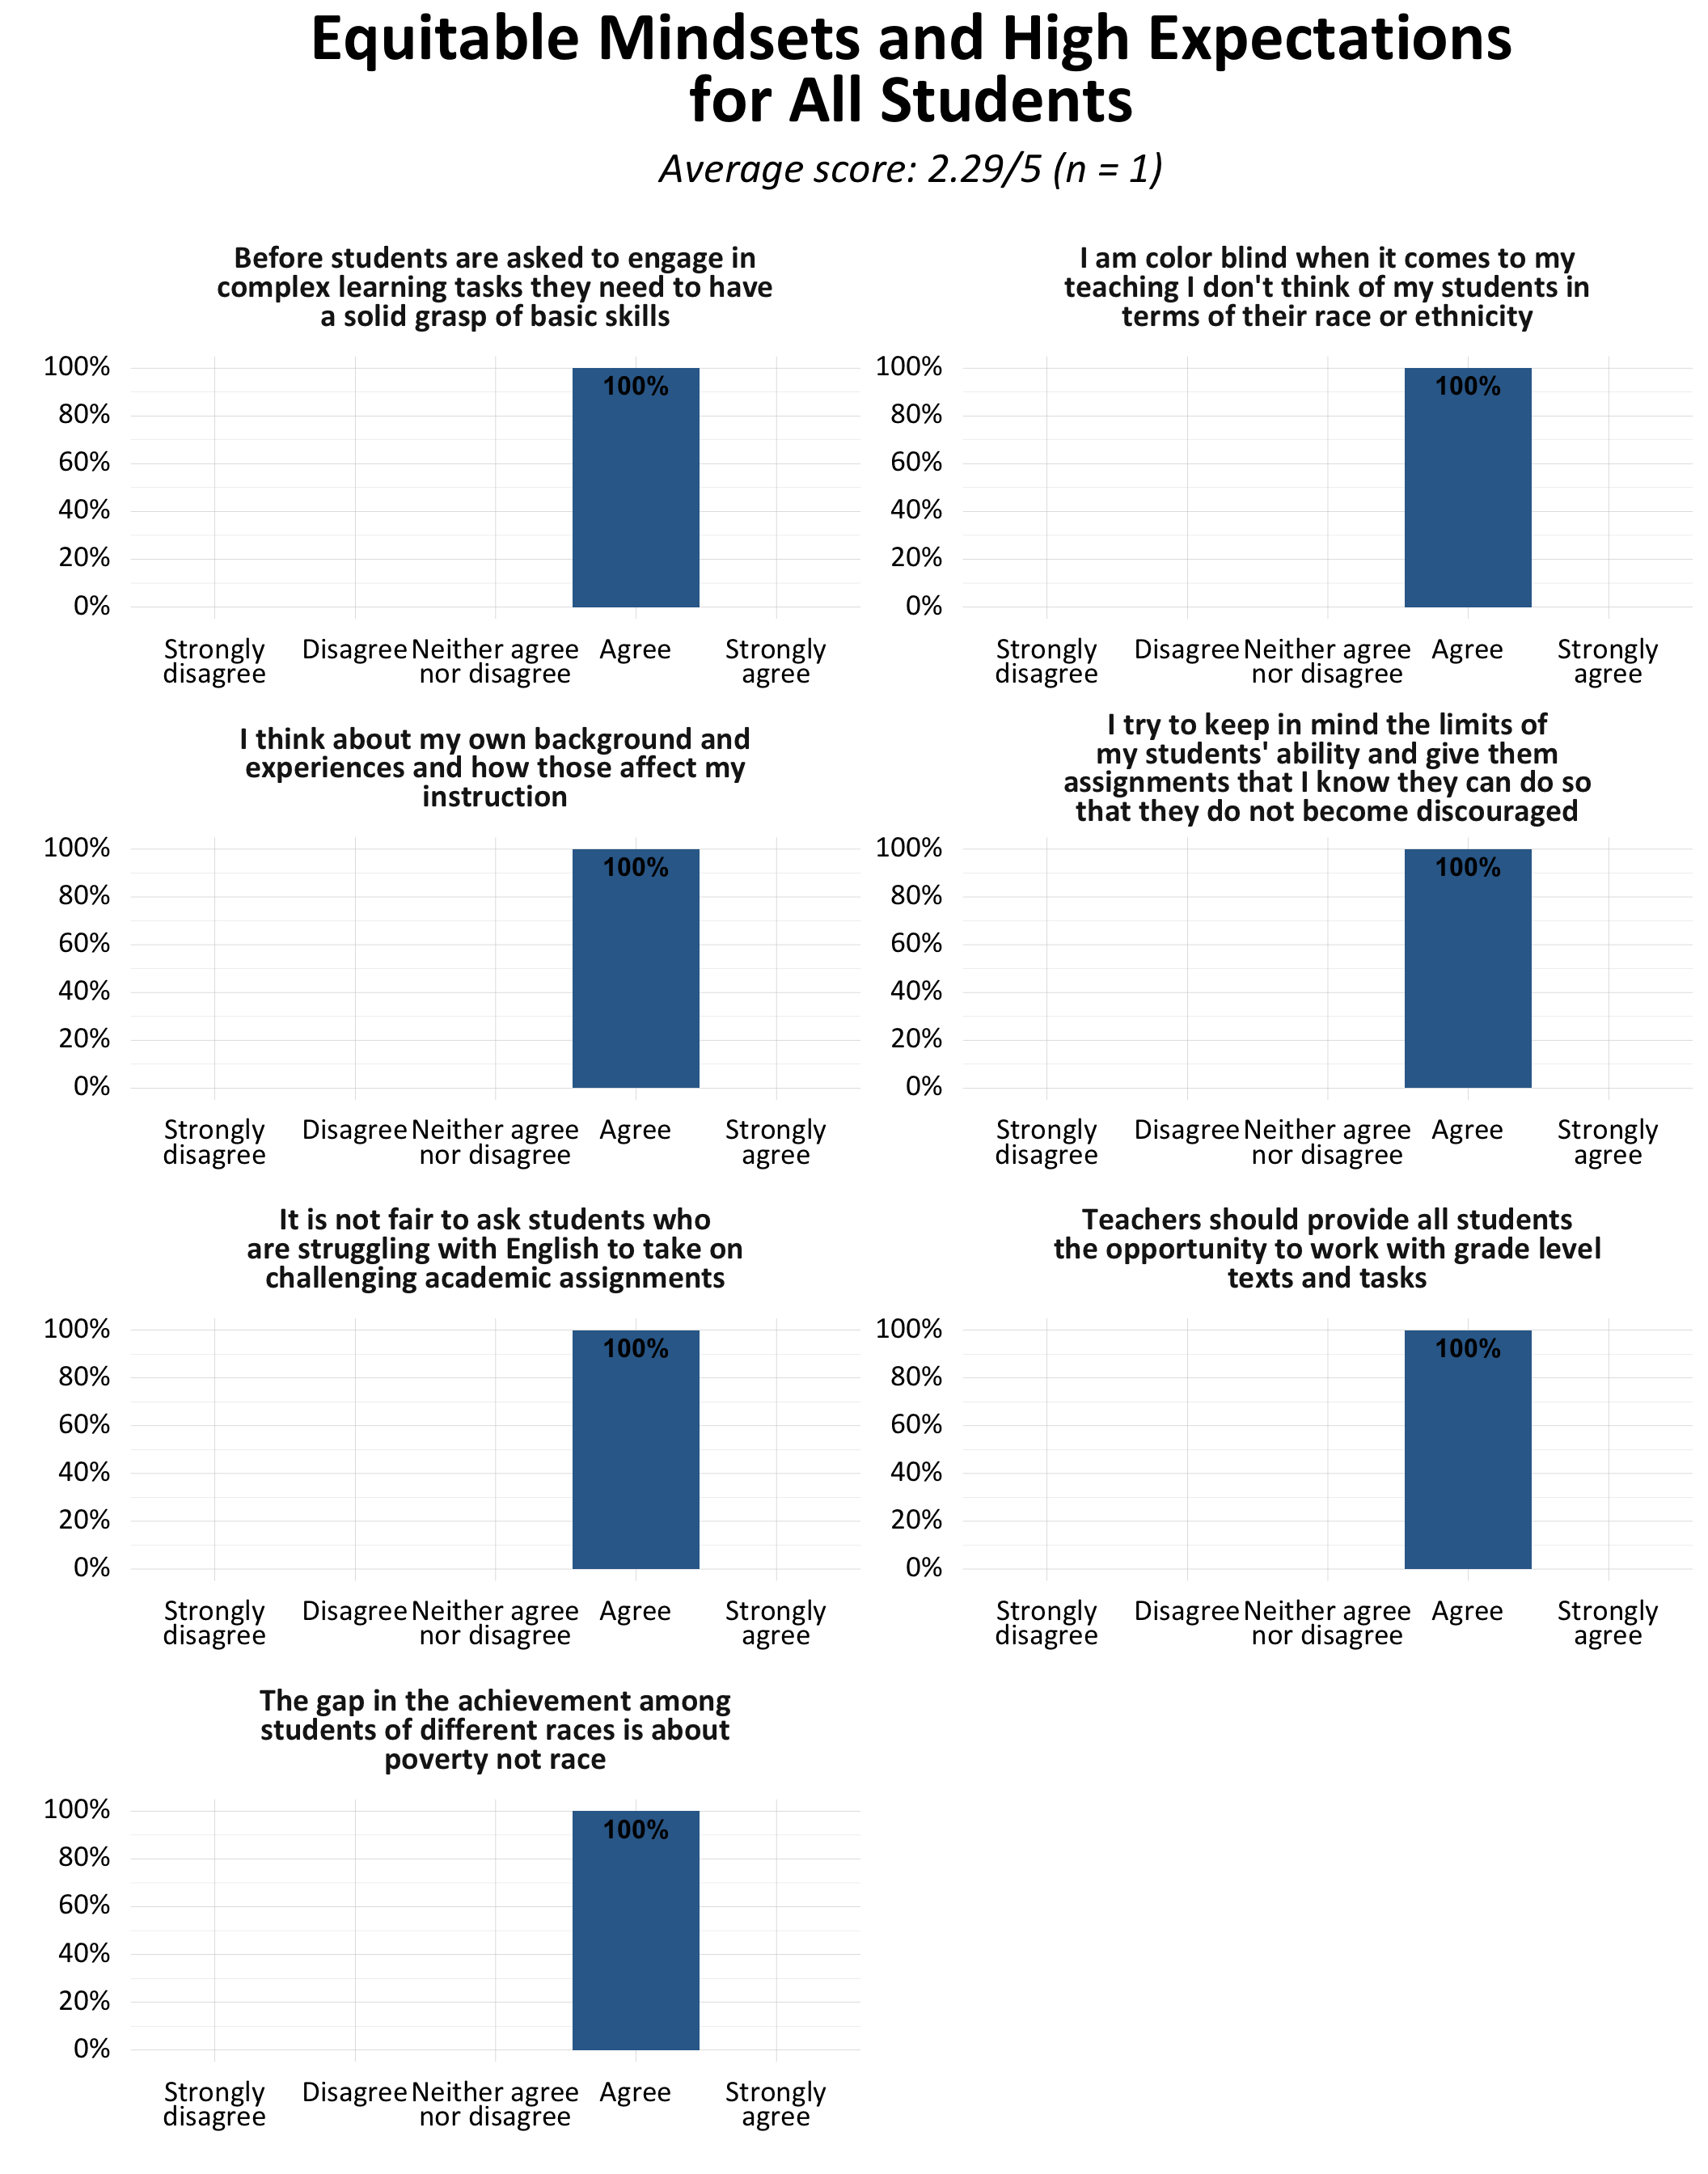 Equitable Mindsets and High Expectations
for All Students
Average score: 2.29/5 (n = 1)
Before students are asked to engage in
complex learning tasks they need to have
a solid grasp of basic skills
100%
80%
60%
40%
20%
0%
100%
Strongly
disagree
Disagree
Neither agree
nor disagree
Agree
Strongly
agree
I am color blind when it comes to my
teaching I don't think of my students in
terms of their race or ethnicity
100%
80%
60%
40%
20%
0%
100%
Strongly
disagree
Disagree
Neither agree
nor disagree
Agree
Strongly
agree
I think about my own background and
experiences and how those affect my
instruction
100%
80%
60%
40%
20%
0%
100%
Strongly
disagree
Disagree
Neither agree
nor disagree
Agree
Strongly
agree
I try to keep in mind the limits of
my students' ability and give them
assignments that I know they can do so
that they do not become discouraged
100%
80%
60%
40%
20%
0%
100%
Strongly
disagree
Disagree
Neither agree
nor disagree
Agree
Strongly
agree
It is not fair to ask students who
are struggling with English to take on
challenging academic assignments
100%
80%
60%
40%
20%
0%
100%
Strongly
disagree
Disagree
Neither agree
nor disagree
Agree
Strongly
agree
Teachers should provide all students
the opportunity to work with grade level
texts and tasks
100%
80%
60%
40%
20%
0%
100%
Strongly
disagree
Disagree
Neither agree
nor disagree
Agree
Strongly
agree
The gap in the achievement among
students of different races is about
poverty not race
100%
80%
60%
40%
20%
0%
100%
Strongly
disagree
Disagree
Neither agree
nor disagree
Agree
Strongly
agree